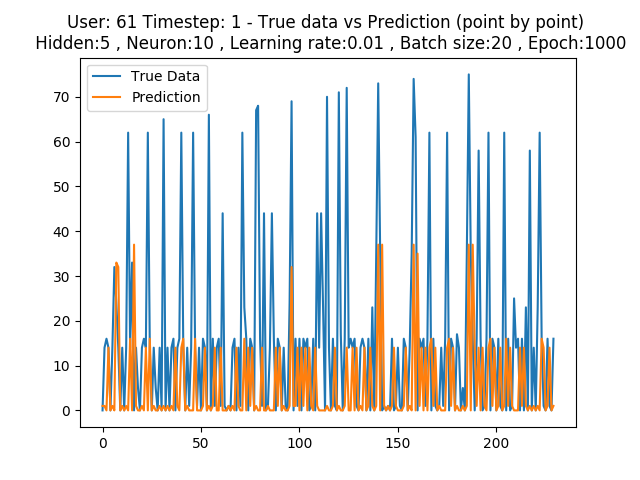 User: 61 Timestep: 1 - True data vs Prediction (point by point)
Hidden:5 , Neuron:10 , Learning rate:0.01 , Batch size:20 , Epoch:1000
True Data
Prediction
70
60
50
40
30
20
10
0
0 50 100 150 200